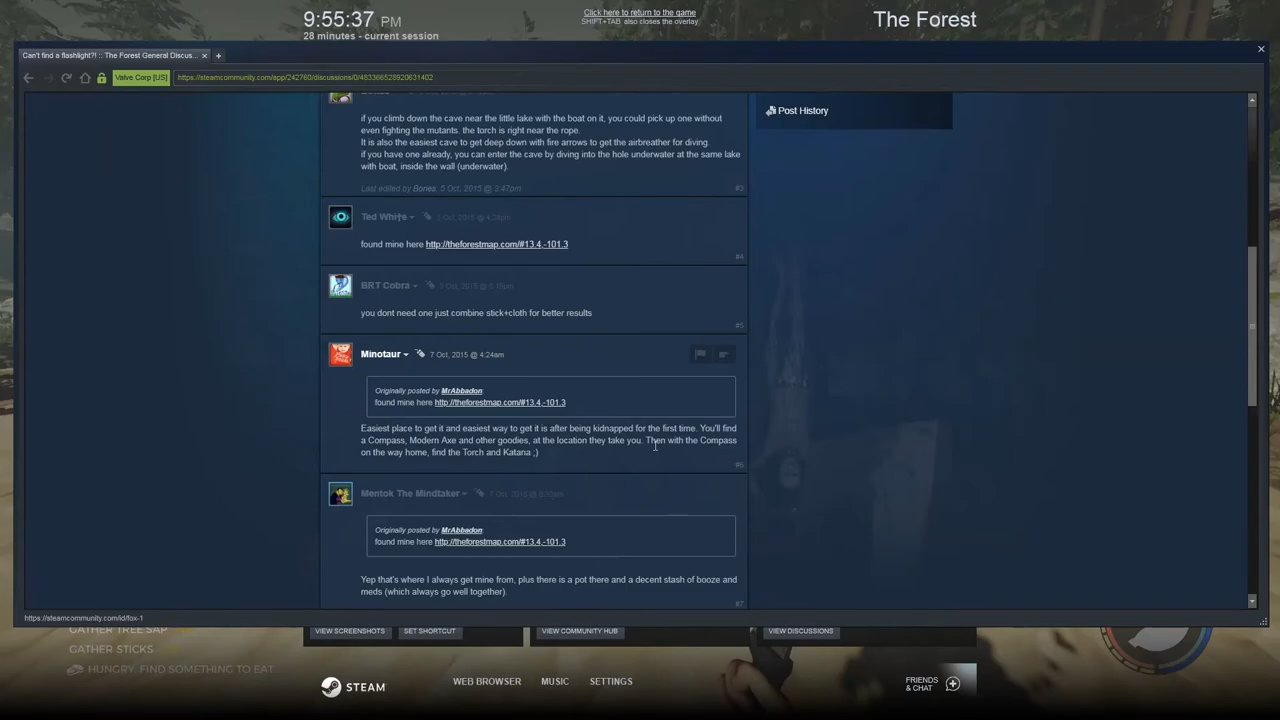 9:55:37 PM
28 minutes - current session
Click here to return to the game
SHIFT+TAB also closes the overlay
The Forest
Can't find a flashlight?! :: The Forest General Discus...
Valve Corp [US]
https://steamcommunity.com/app/242760/discussions/0/483366528920631402
Post History
if you climb down the cave near the little lake with the boat on it, you could pick up one without
even fighting the mutants. the torch is right near the rope.
It is also the easiest cave to get deep down with fire arrows to get the airbreather for diving.
if you have one already, you can enter the cave by diving into the hole underwater at the same lake
with boat, inside the wall (underwater).
Last edited by Bones, 5 Oct, 2015 @ 3:47pm
#3
Ted Whi†e
found mine here http://theforestmap.com/#13.4,-101.3
#4
BRT Cobra
you dont need one just combine stick+cloth for better results
#5
Minotaur 7 Oct, 2015 @ 4:24am
Originally posted by MrAbbadon:
found mine here http://theforestmap.com/#13.4,-101.3
Easiest place to get it and easiest way to get it is after being kidnapped for the first time. You'll find
a Compass, Modern Axe and other goodies, at the location they take you. Then with the Compass
on the way home, find the Torch and Katana ;)
#6
Mentok The Mindtaker
Originally posted by MrAbbadon:
found mine here http://theforestmap.com/#13.4,-101.3
Yep that's where I always get mine from, plus there is a pot there and a decent stash of booze and
meds (which always go well together).
#7
https://steamcommunity.com/id/fox-1
GATHER TREE SAP
GATHER STICKS
HUNGRY. FIND SOMETHING TO EAT
VIEW SCREENSHOTS
SET SHORTCUT
VIEW COMMUNITY HUB
VIEW DISCUSSIONS
STEAM
WEB BROWSER
MUSIC
SETTINGS
FRIENDS
& CHAT